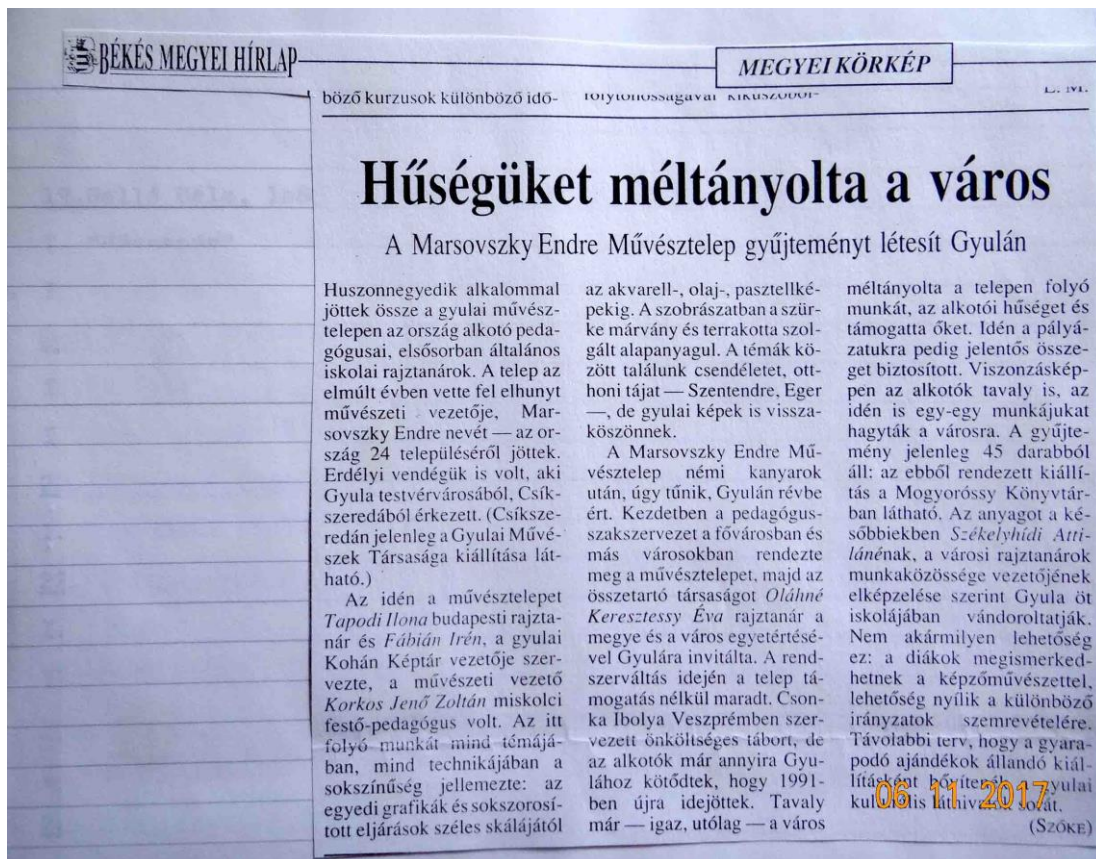 BÉKÉS MEGYEI HÍRLAP
MEGYEI KÖRKÉP
böző kurzusok különböző idő-
Hűségüket méltányolta a város
A Marsovszky Endre Művésztelep gyűjteményt létesít Gyulán
Huszonnegyedik alkalommal
jöttek össze a gyulai művész-
telepen az ország alkotó peda-
gógusai, elsősorban általános
iskolai rajztanárok. A telep az
elmúlt évben vette fel elhunyt
művészeti vezetője, Mar-
sovszky Endre nevét — az or-
szág 24 településéről jöttek.
Erdélyi vendégük is volt, aki
Gyula testvérvárosából, Csík-
szeredából érkezett. (Csíksze-
redán jelenleg a Gyulai Művé-
szek Társasága kiállítása lát-
ható.)
Az idén a művésztelepet
Tapodi Ilona budapesti rajzta-
nár és Fábián Irén, a gyulai
Kohán Képtár vezetője szer-
vezte, a művészeti vezető
Korkos Jenő Zoltán miskolci
festő-pedagógus volt. Az itt
folyó munkát mind témájá-
ban, mind technikájában a
sokszínűség jellemezte: az
egyedi grafikák és sokszorosí-
tott eljárások széles skálájától
az akvarell-, olaj-, pasztellké-
pekig. A szobrászatban a szür-
ke márvány és terrakotta szol-
gált alapanyagul. A témák kö-
zött találunk csendéletet, ott-
honi tájat — Szentendre, Eger
—, de gyulai képek is vissza-
köszönnek.
A Marsovszky Endre Mű-
vésztelep némi kanyarok
után, úgy tűnik, Gyulán révbe
ért. Kezdetben a pedagógus-
szakszervezet a fővárosban és
más városokban rendezte
meg a művésztelepet, majd az
összetartó társaságot Oláhné
Keresztessy Éva rajztanár a
megye és a város egyetértésé-
vel Gyulára invitálta. A rend-
szerváltás idején a telep tá-
mogatás nélkül maradt. Cson-
ka Ibolya Veszprémben szer-
vezett önköltséges tábort, de
az alkotók már annyira Gyu-
lához kötődtek, hogy 1991-
ben újra idejöttek. Tavaly
már — igaz, utólag — a város
méltányolta a telepen folyó
munkát, az alkotói hűséget és
támogatta őket. Idén a pályá-
zatukra pedig jelentős össze-
get biztosított. Viszonzáskép-
pen az alkotók tavaly is, az
idén is egy-egy munkájukat
hagyták a városra. A gyűjte-
mény jelenleg 45 darabból
áll: az ebből rendezett kiállí-
tás a Mogyoróssy Könyvtár-
ban látható. Az anyagot a ké-
sőbbiekben Székelyhídi Atti-
lánénak, a városi rajztanárok
munkaközössége vezetőjének
elképzelése szerint Gyula öt
iskolájában vándoroltatják.
Nem akármilyen lehetőség
ez: a diákok megismerked-
hetnek a képzőművészettel,
lehetőség nyílik a különböző
irányzatok szemrevételére.
Távolabbi terv, hogy a gyara-
podó ajándékok állandó kiál-
lításként gyulai
06 11 2017
(SZŐKE)